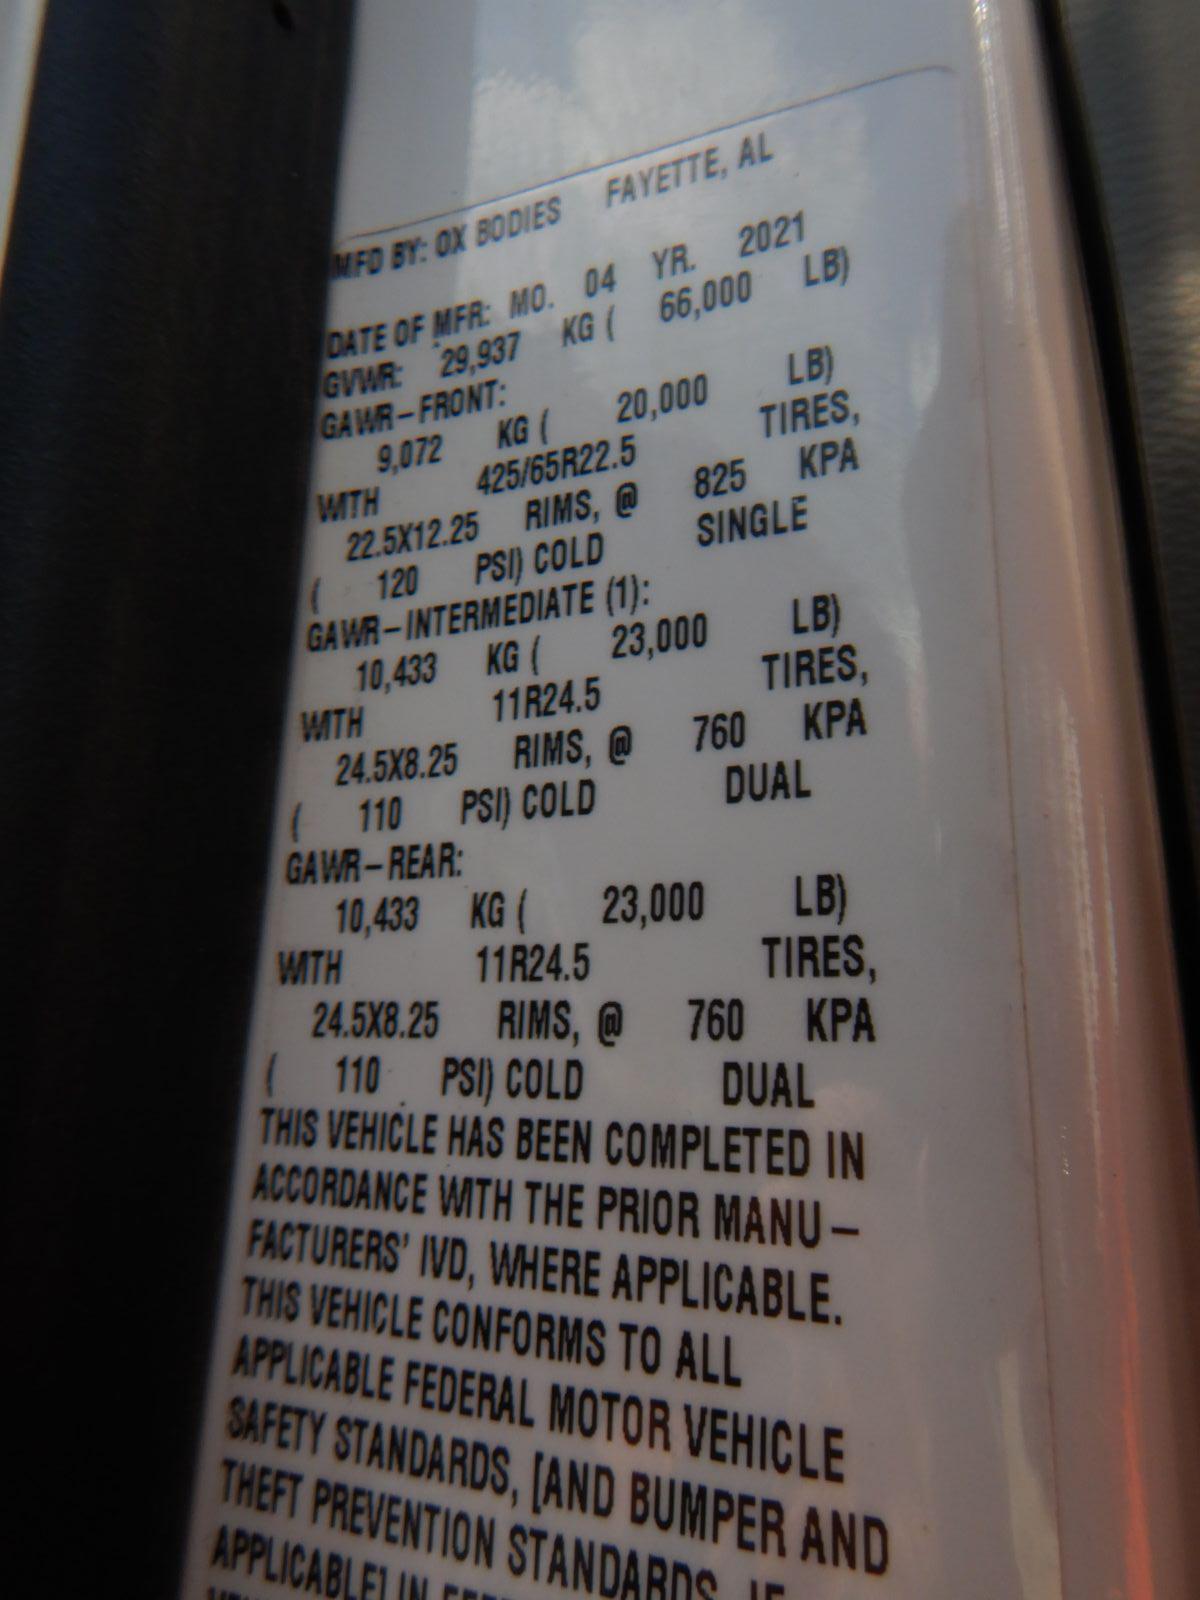 MFD BY: OX BODIES FAYETTE, AL
DATE OF MFR: MO. 04 YR. 2021
GVWR: 29,937 KG ( 66,000 LB)
GAWR–FRONT:
9,072 KG ( 20,000 LB)
WITH 425/65R22.5 TIRES,
22.5X12.25 RIMS, @ 825 KPA
( 120 PSI) COLD SINGLE
GAWR–INTERMEDIATE (1):
10,433 KG ( 23,000 LB)
WITH 11R24.5 TIRES,
24.5X8.25 RIMS, @ 760 KPA
( 110 PSI) COLD DUAL
GAWR–REAR:
10,433 KG ( 23,000 LB)
WITH 11R24.5 TIRES,
24.5X8.25 RIMS, @ 760 KPA
( 110 PSI) COLD DUAL
THIS VEHICLE HAS BEEN COMPLETED IN
ACCORDANCE WITH THE PRIOR MANU–
FACTURERS' IVD, WHERE APPLICABLE.
THIS VEHICLE CONFORMS TO ALL
APPLICABLE FEDERAL MOTOR VEHICLE
SAFETY STANDARDS, [AND BUMPER AND
THEFT PREVENTION STANDARDS, IF
APPLICABLE] IN